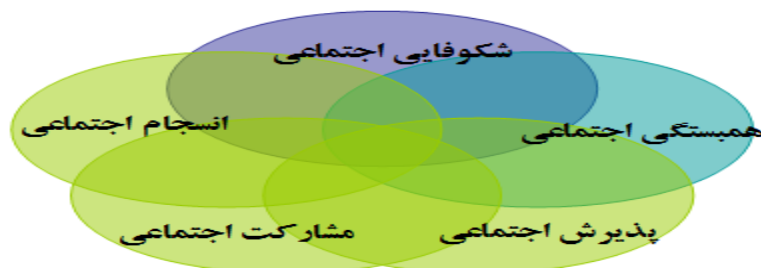 شکوفایی اجتماعی
همبستگی اجتماعی
انسجام اجتماعی
پذیرش اجتماعی
مشارکت اجتماعی